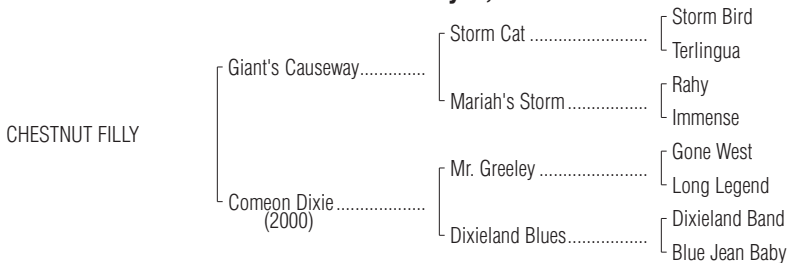 Storm Bird
Storm Cat ...........................
Terlingua
Giant's Causeway..............
Rahy
Mariah's Storm ..................
Immense
CHESTNUT FILLY
Gone West
Mr. Greeley ........................
Long Legend
Comeon Dixie ...................
(2000)
Dixieland Band
Dixieland Blues..................
Blue Jean Baby